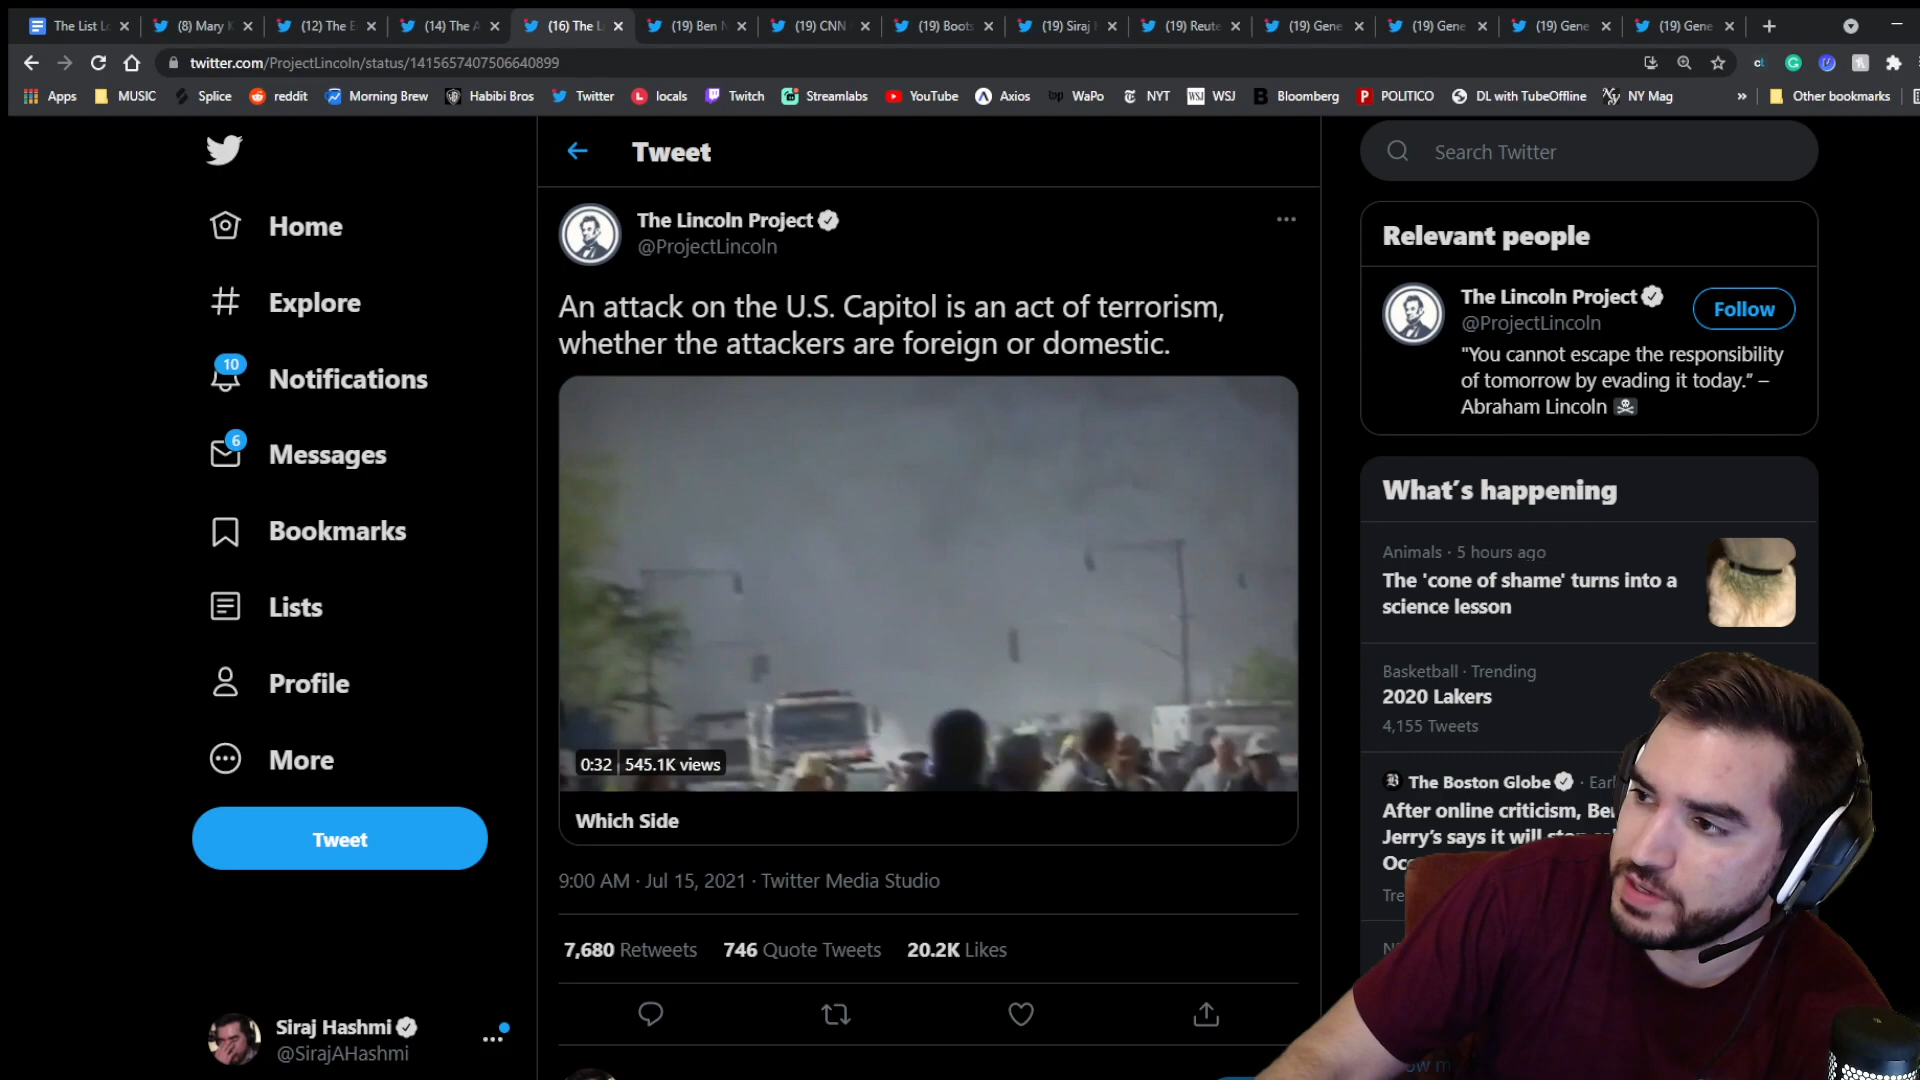 The List Lo
(8) Mary K
(12) The E
(14) The A
(16) The L
(19) Ben N
(19) CNN
(19) Boots
(19) Siraj
(19) Reute
(19) Gene
(19) Gene
(19) Gene
(19) Gene
twitter.com/ProjectLincoln/status/1415657407506640899
Apps
MUSIC
Splice
reddit
Morning Brew
Habibi Bros
Twitter
locals
Twitch
Streamlabs
YouTube
Axios
WaPo
NYT
WSJ
Bloomberg
POLITICO
DL with TubeOffline
NY Mag
»
Other bookmarks
Home
Explore
10
Notifications
6
Messages
Bookmarks
Lists
Profile
More
Tweet
Siraj Hashmi
@SirajAHashmi
Tweet
The Lincoln Project
@ProjectLincoln
An attack on the U.S. Capitol is an act of terrorism,
whether the attackers are foreign or domestic.
0:32 545.1K views
Which Side
9:00 AM · Jul 15, 2021 · Twitter Media Studio
7,680 Retweets 746 Quote Tweets 20.2K Likes
Search Twitter
Relevant people
The Lincoln Project
@ProjectLincoln
Follow
"You cannot escape the responsibility
of tomorrow by evading it today." –
Abraham Lincoln
What's happening
Animals · 5 hours ago
The 'cone of shame' turns into a
science lesson
Basketball · Trending
2020 Lakers
4,155 Tweets
The Boston Globe · Earl
After online criticism, Be
Jerry's says it will stop
Oc
Tre